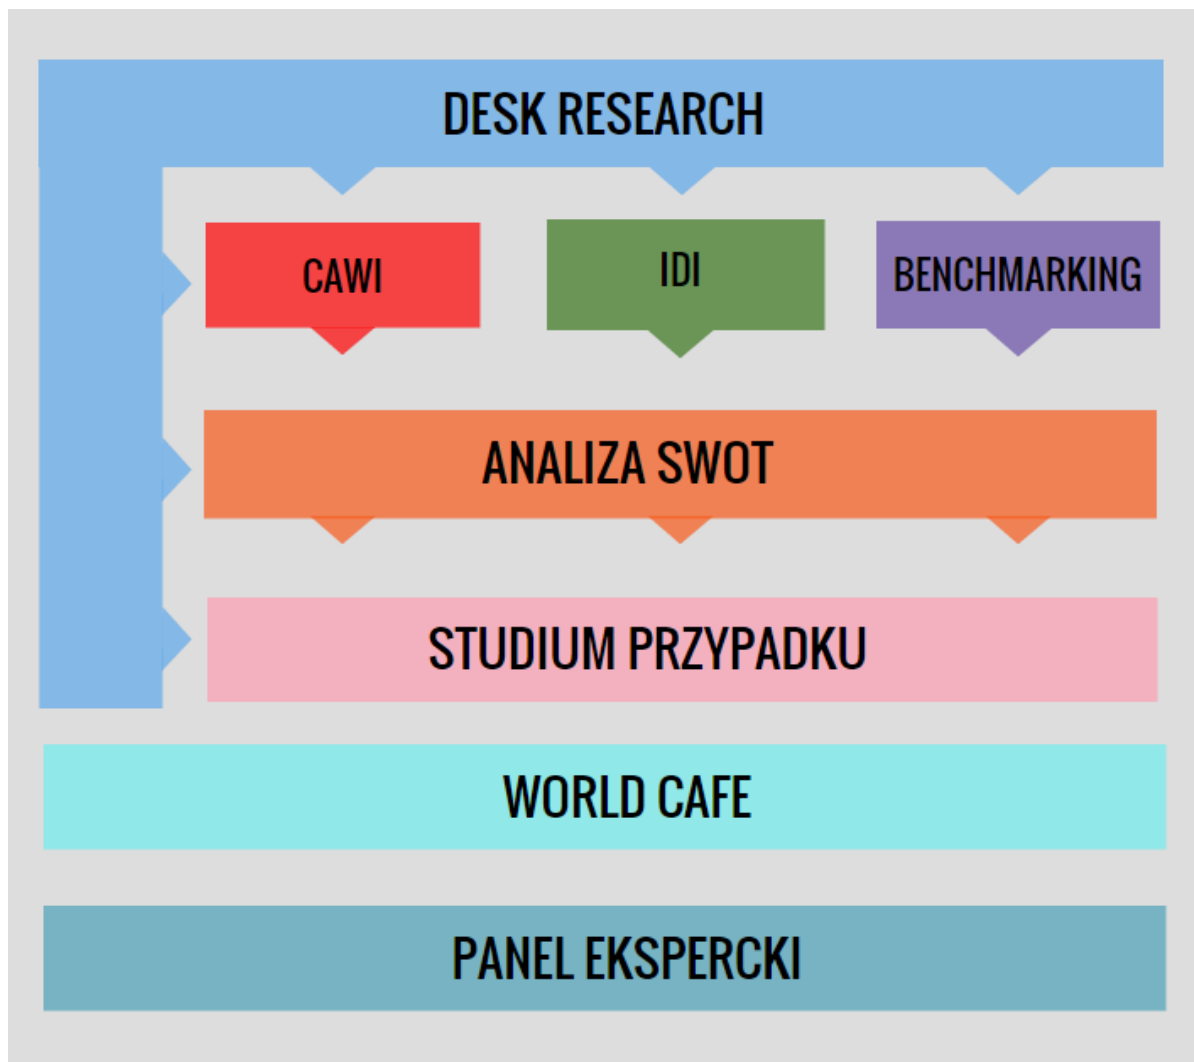 DESK RESEARCH
CAWI
IDI
BENCHMARKING
ANALIZA SWOT
STUDIUM PRZYPADKU
WORLD CAFE
PANEL EKSPERCKI